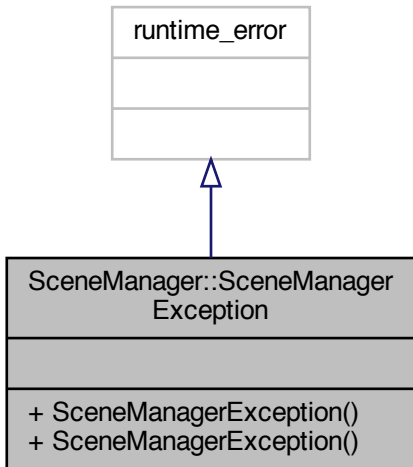 runtime_error
SceneManager::SceneManager
Exception
+ SceneManagerException()
+ SceneManagerException()